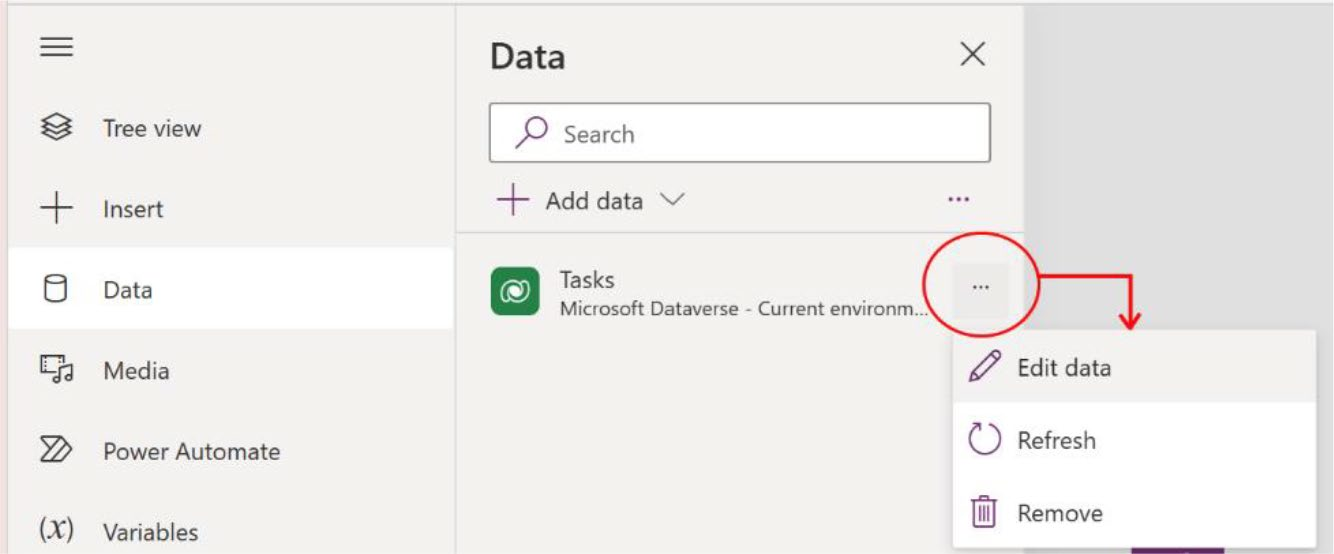 Tree view
Insert
Data
Media
Power Automate
(x) Variables
Data
Search
Add data
...
Tasks
Microsoft Dataverse - Current environm...
...
Edit data
Refresh
Remove